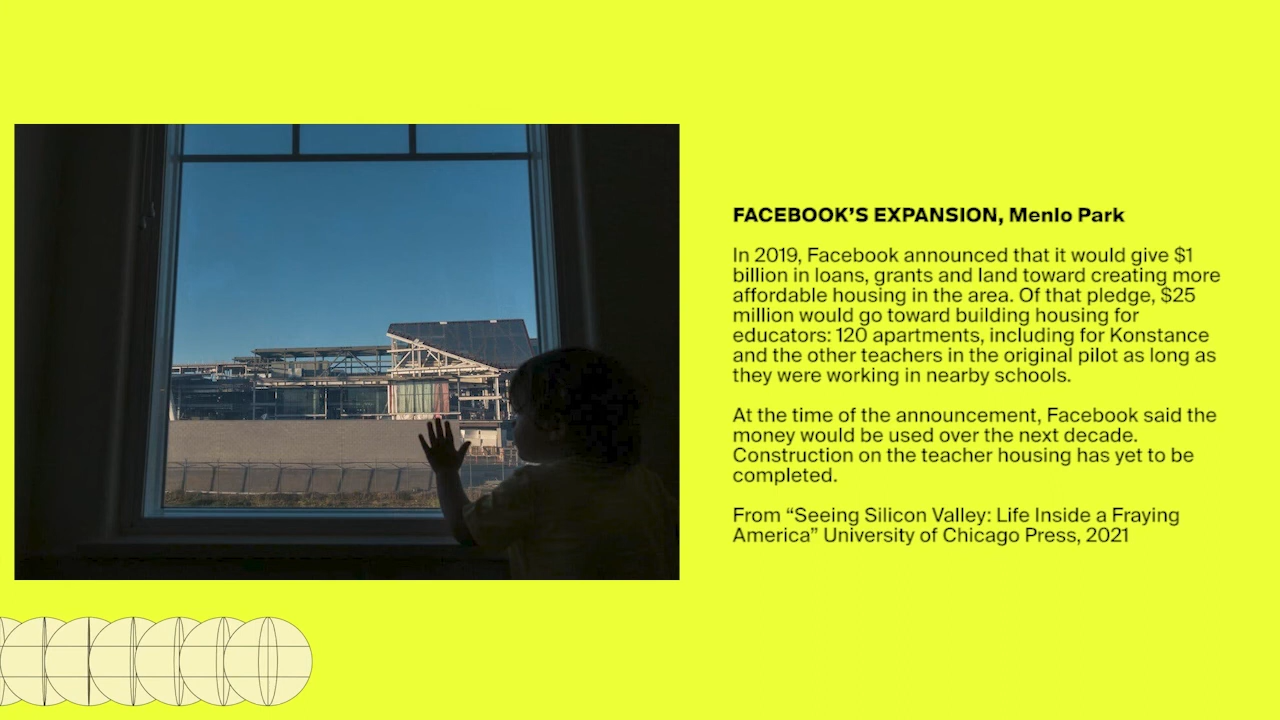 FACEBOOK’S EXPANSION, Menlo Park
In 2019, Facebook announced that it would give $1
billion in loans, grants and land toward creating more
affordable housing in the area. Of that pledge, $25
million would go toward building housing for
educators: 120 apartments, including for Konstance
and the other teachers in the original pilot as long as
they were working in nearby schools.
At the time of the announcement, Facebook said the
money would be used over the next decade.
Construction on the teacher housing has yet to be
completed.
From “Seeing Silicon Valley: Life Inside a Fraying
America” University of Chicago Press, 2021